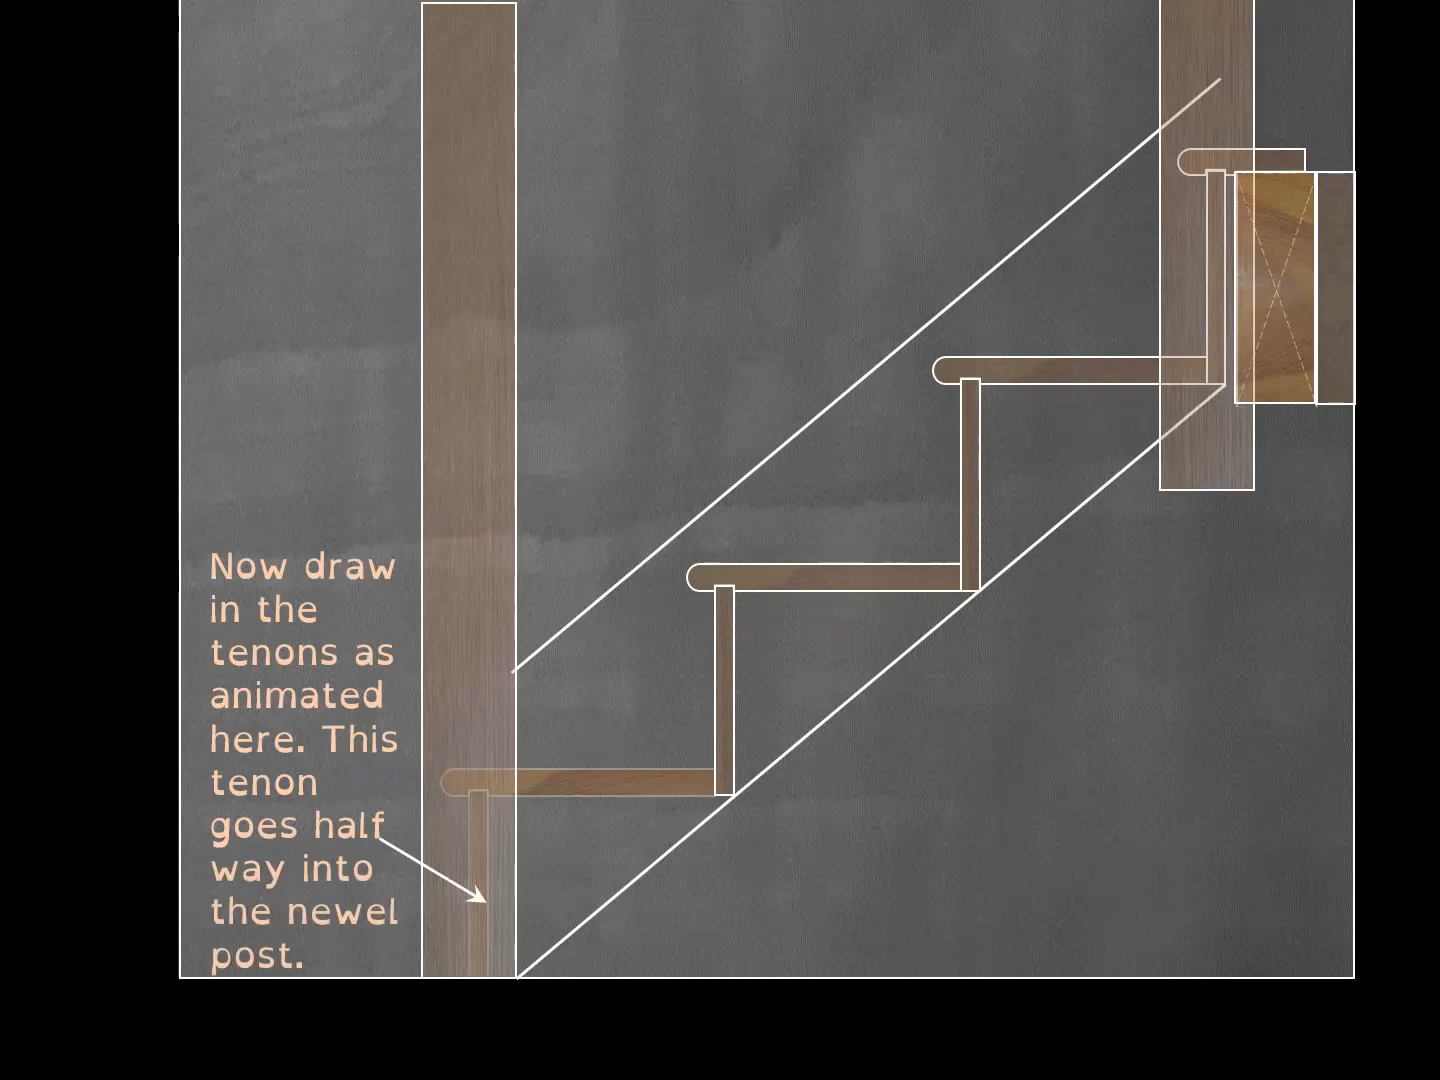 Now draw
in the
tenons as
animated
here. This
tenon
goes half
way into
the newel
post.